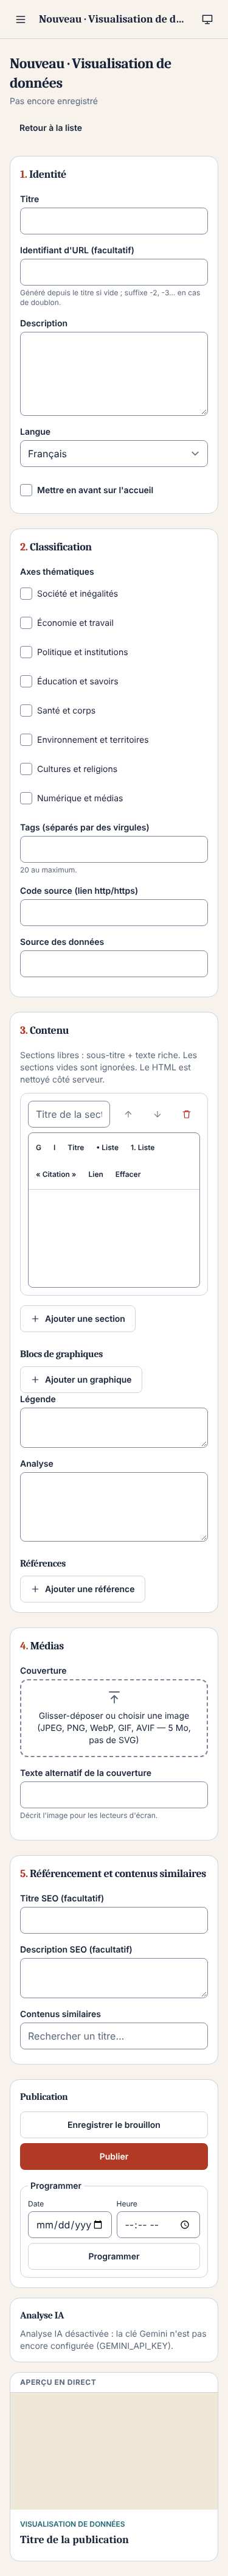 Nouveau · Visualisation de d...
Nouveau · Visualisation de
données
Pas encore enregistré
Retour à la liste
1. Identité
Titre
Identifiant d'URL (facultatif)
Généré depuis le titre si vide ; suffixe -2, -3… en cas
de doublon.
Description
Langue
Français
Mettre en avant sur l'accueil
2. Classification
Axes thématiques
Société et inégalités
Économie et travail
Politique et institutions
Éducation et savoirs
Santé et corps
Environnement et territoires
Cultures et religions
Numérique et médias
Tags (séparés par des virgules)
20 au maximum.
Code source (lien http/https)
Source des données
3. Contenu
Sections libres : sous-titre + texte riche. Les
sections vides sont ignorées. Le HTML est
nettoyé côté serveur.
Titre de la sect
G I Titre • Liste 1. Liste
« Citation » Lien Effacer
Ajouter une section
Blocs de graphiques
Ajouter un graphique
Légende
Analyse
Références
Ajouter une référence
4. Médias
Couverture
Glisser-déposer ou choisir une image
(JPEG, PNG, WebP, GIF, AVIF — 5 Mo,
pas de SVG)
Texte alternatif de la couverture
Décrit l'image pour les lecteurs d'écran.
5. Référencement et contenus similaires
Titre SEO (facultatif)
Description SEO (facultatif)
Contenus similaires
Rechercher un titre…
Publication
Enregistrer le brouillon
Publier
Programmer
Date Heure
mm/dd/yyy --:-- --
Programmer
Analyse IA
Analyse IA désactivée : la clé Gemini n'est pas
encore configurée (GEMINI_API_KEY).
APERÇU EN DIRECT
VISUALISATION DE DONNÉES
Titre de la publication